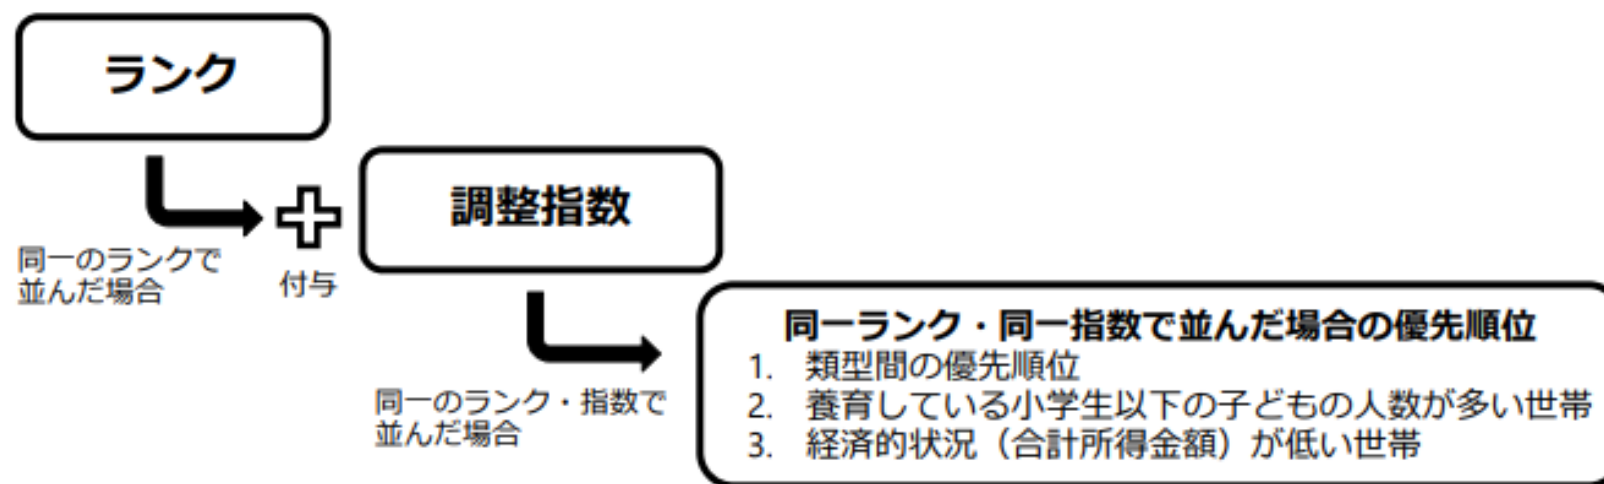 ランク
同一のランクで
並んだ場合
付与
調整指数
同一のランク・指数で
並んだ場合
同一ランク・同一指数で並んだ場合の優先順位
1. 類型間の優先順位
2. 養育している小学生以下の子どもの人数が多い世帯
3. 経済的状況（合計所得金額）が低い世帯